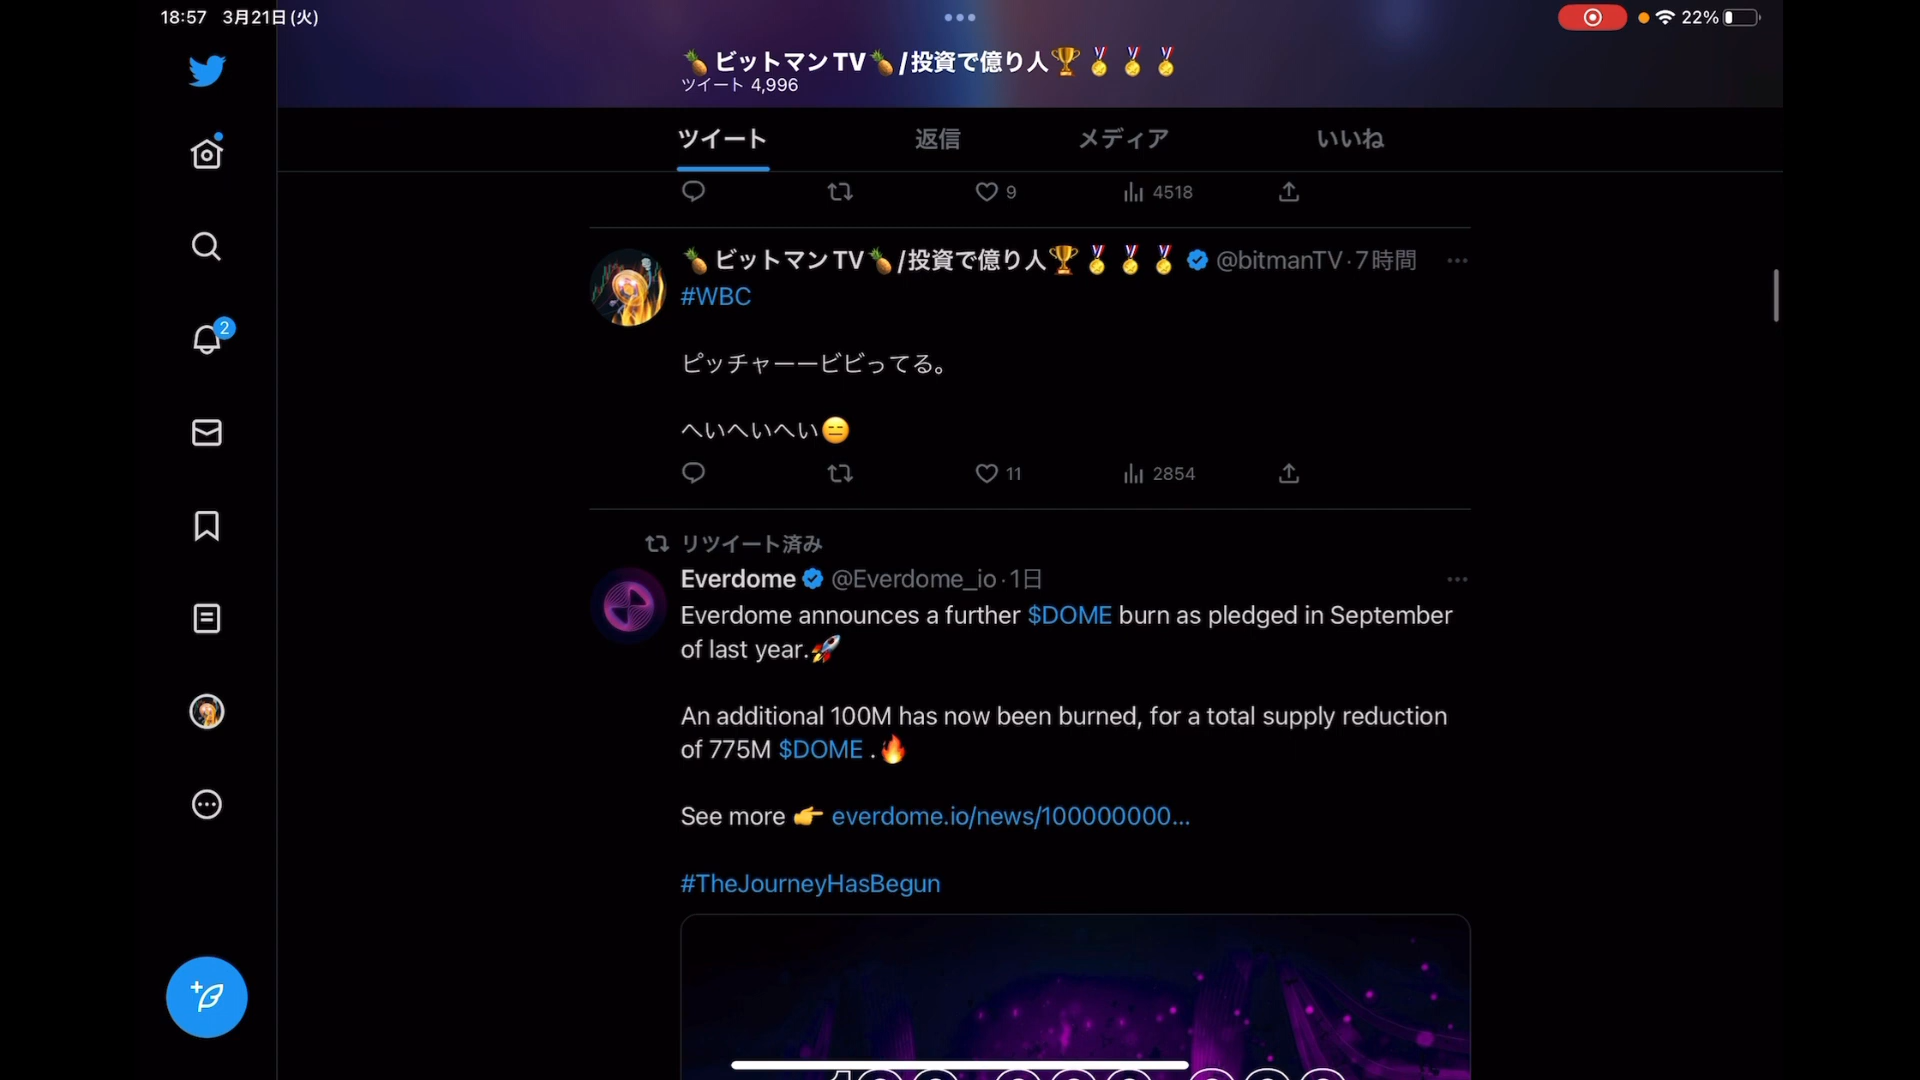 18:57 3月21日(火)
22%
🍍ビットマンTV🍍/投資で億り人🏆🏅🏅🏅
ツイート 4,996
ツイート 返信 メディア いいね
9 4518
🍍ビットマンTV🍍/投資で億り人🏆🏅🏅🏅 @bitmanTV·7時間
#WBC
ピッチャーービビってる。
へいへいへい😑
11 2854
2
リツイート済み
Everdome @Everdome_io·1日
Everdome announces a further $DOME burn as pledged in September
of last year.🚀
An additional 100M has now been burned, for a total supply reduction
of 775M $DOME .🔥
See more 👉 everdome.io/news/100000000...
#TheJourneyHasBegun